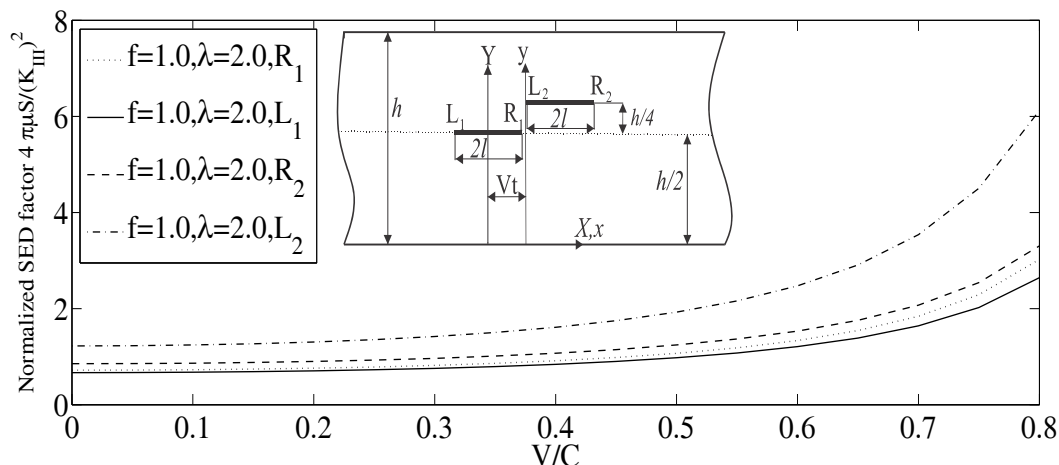 Normalized SED factor 4 πμS/(K_III)^2
8
6
4
2
0
f=1.0,λ=2.0,R_1
f=1.0,λ=2.0,L_1
f=1.0,λ=2.0,R_2
f=1.0,λ=2.0,L_2
h
Y
y
L_2
R_2
L_1
R_1
2l
h/4
2l
Vt
h/2
X,x
0
0.1
0.2
0.3
0.4
0.5
0.6
0.7
0.8
V/C